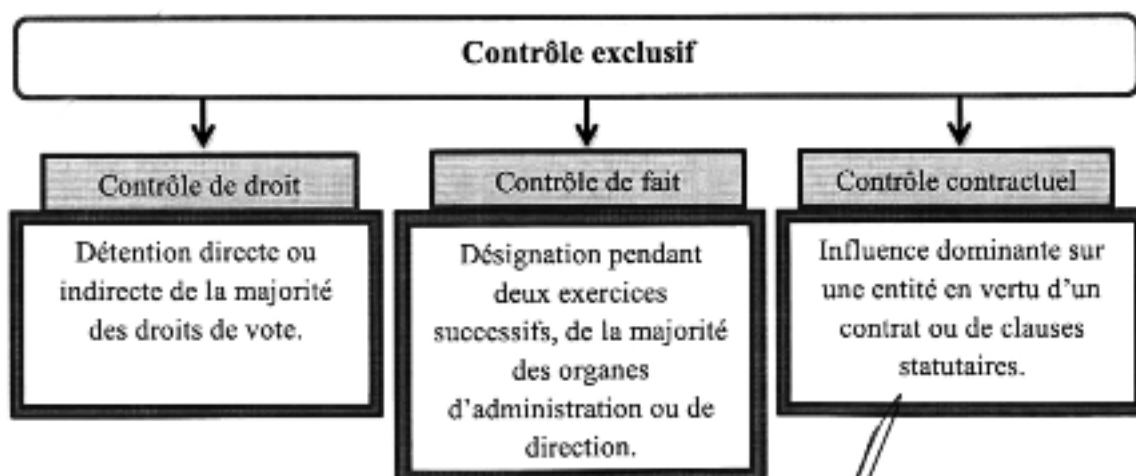 Contrôle exclusif
Contrôle de droit
Détention directe ou
indirecte de la majorité
des droits de vote.
Contrôle de fait
Désignation pendant
deux exercices
successifs, de la majorité
des organes
d'administration ou de
direction.
Contrôle contractuel
Influence dominante sur
une entité en vertu d'un
contrat ou de clauses
statutaires.